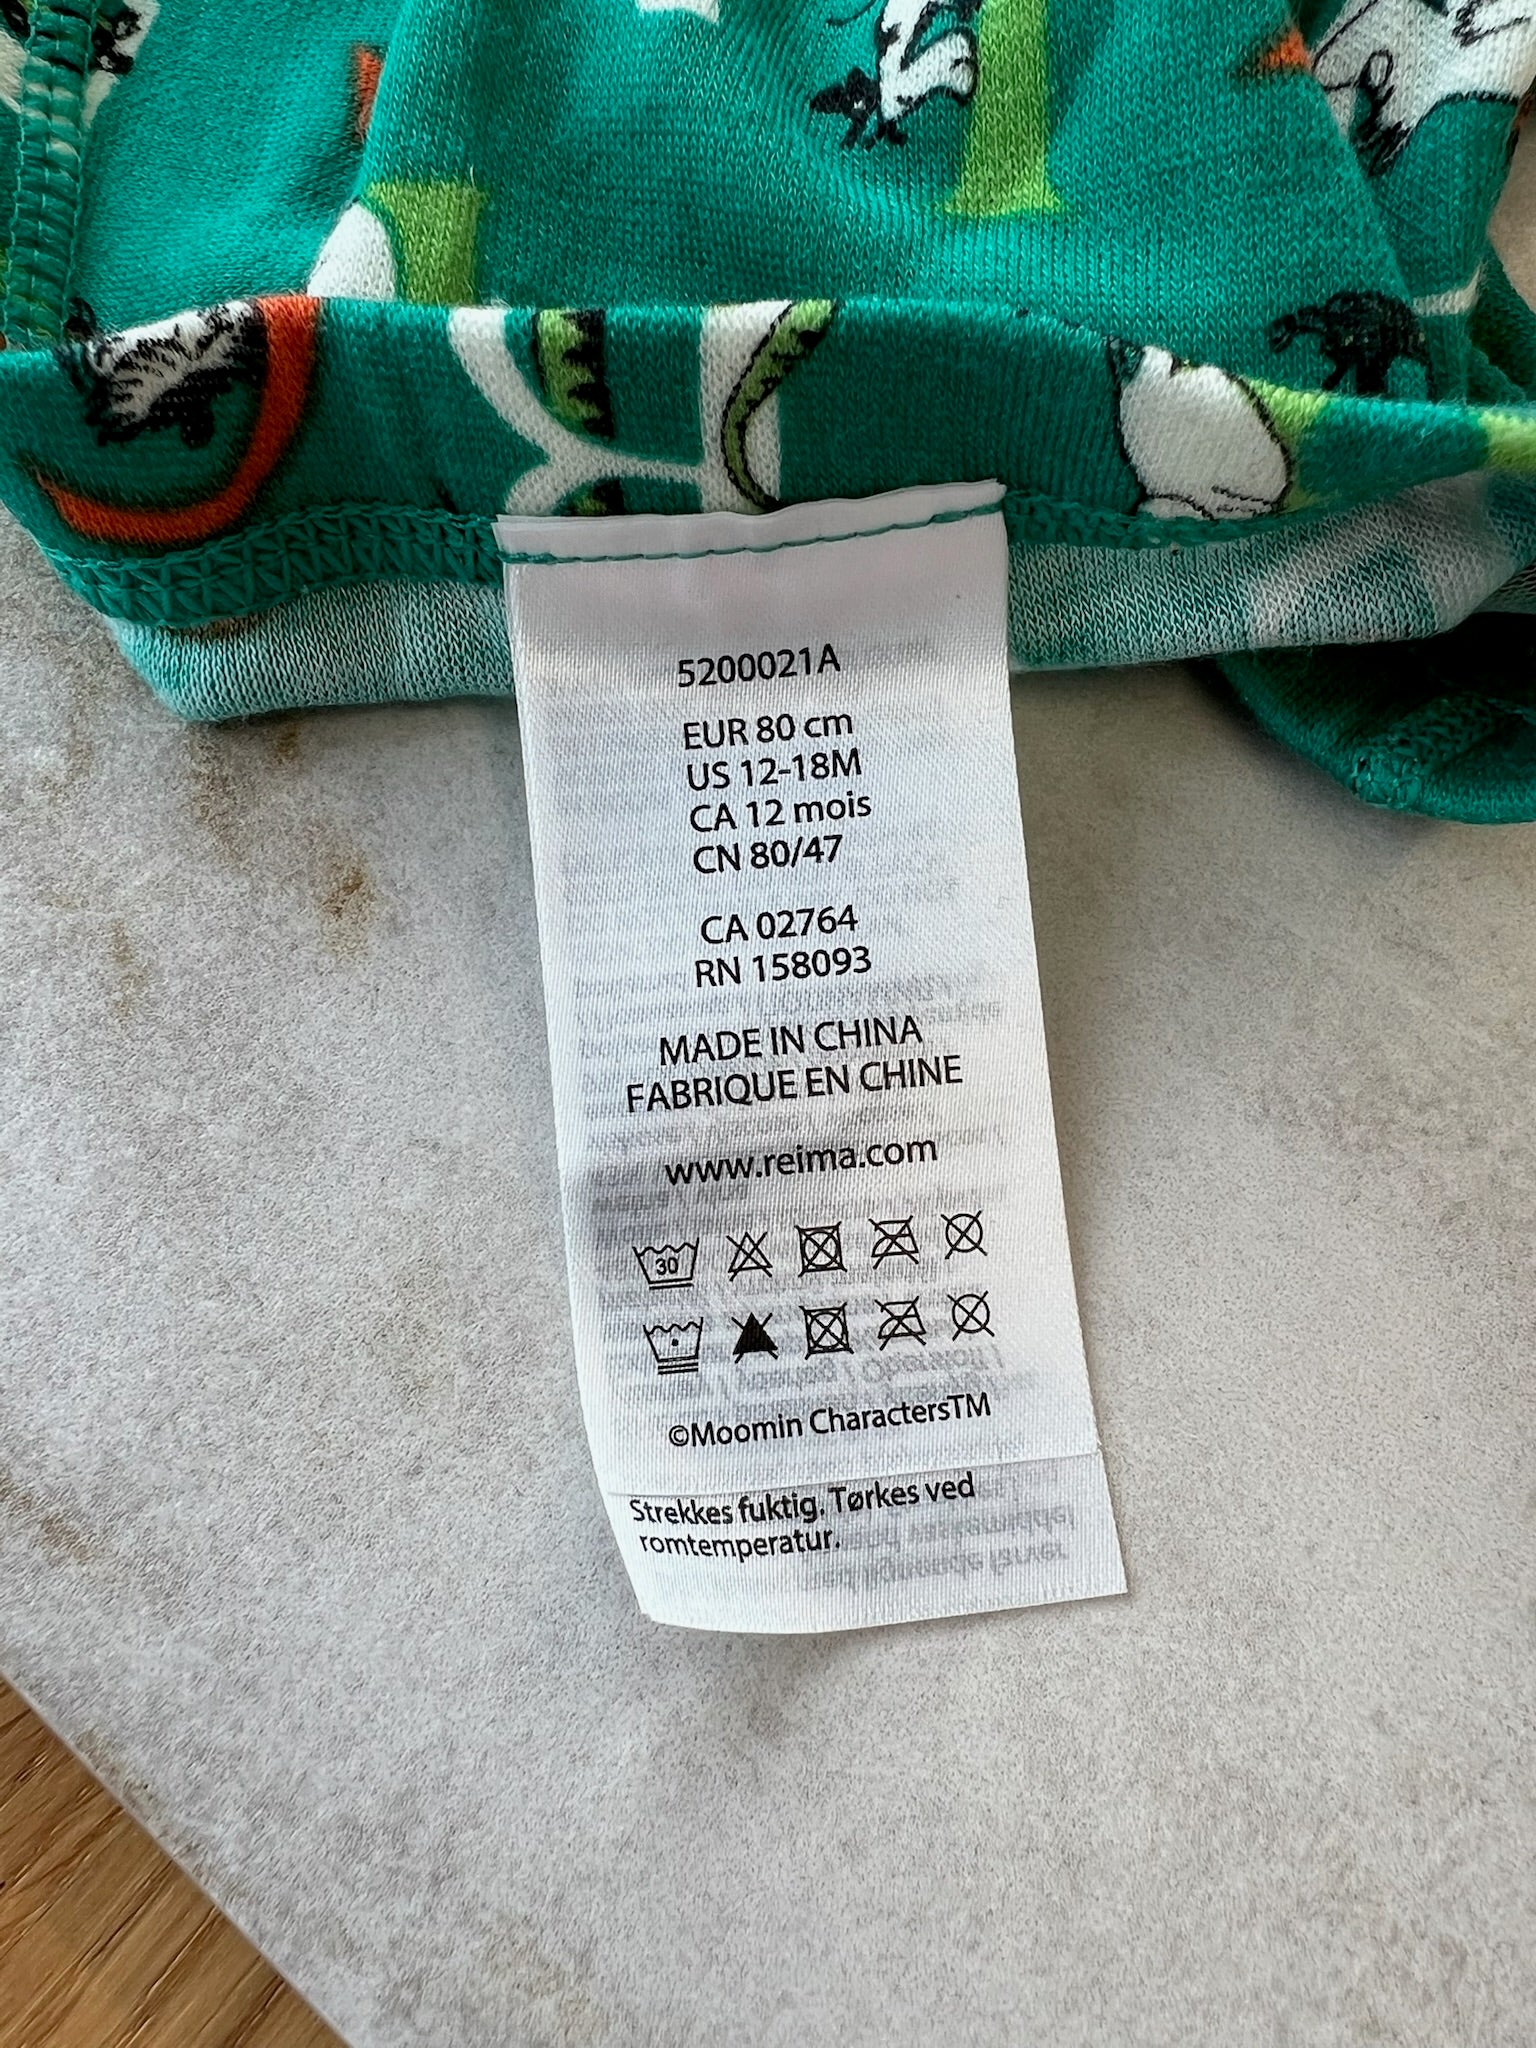 5200021A
EUR 80 cm
US 12-18M
CA 12 mois
CN 80/47
CA 02764
RN 158093
MADE IN CHINA
FABRIQUE EN CHINE
www.reima.com
30
©Moomin CharactersTM
Strekkes fuktig. Tørkes ved
romtemperatur.